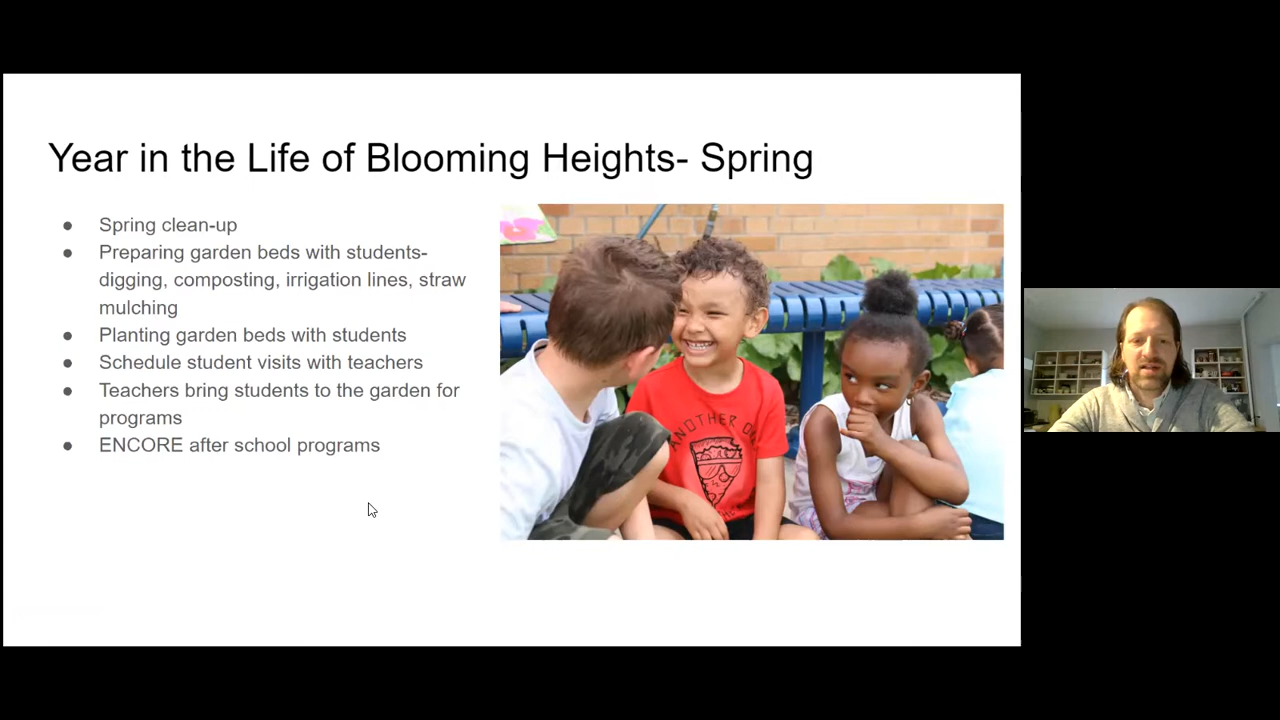 Year in the Life of Blooming Heights- Spring
● Spring clean-up
● Preparing garden beds with students-
digging, composting, irrigation lines, straw
mulching
● Planting garden beds with students
● Schedule student visits with teachers
● Teachers bring students to the garden for
programs
● ENCORE after school programs
ANOTHER